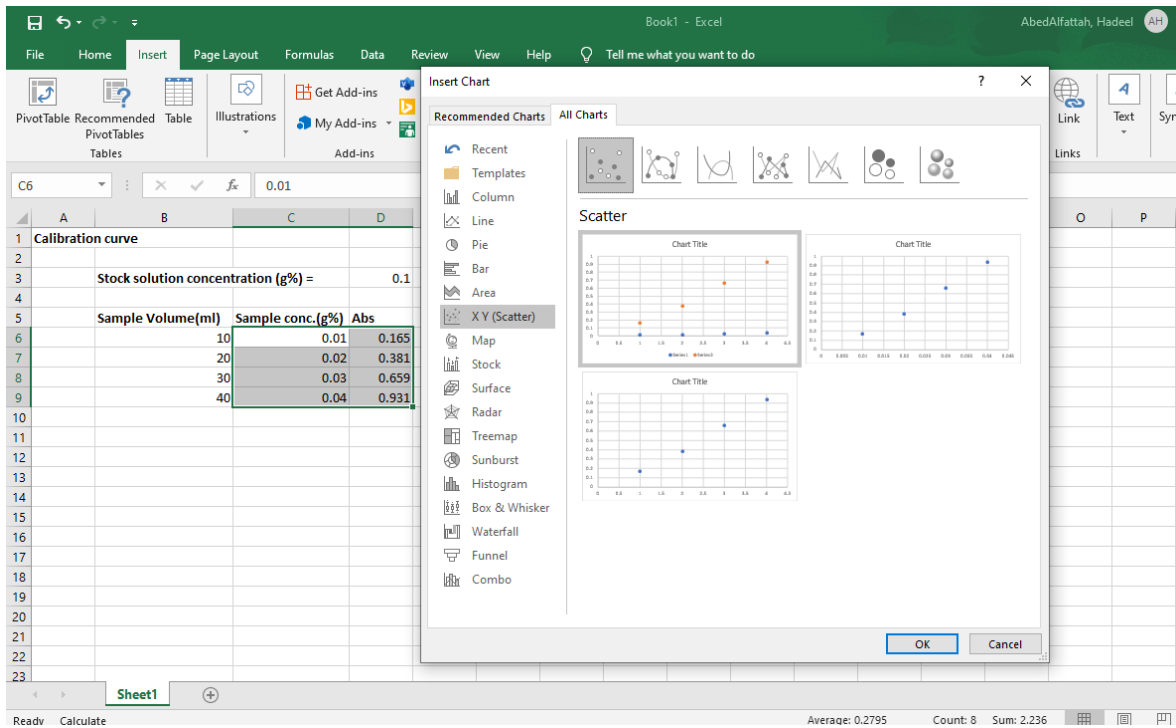 Book1 - Excel
AbedAlfattah, Hadeel AH
File Home Insert Page Layout Formulas Data Review View Help Tell me what you want to do
PivotTable Recommended PivotTables Table
Illustrations
Get Add-ins
My Add-ins
Link
Text
Tables
Add-ins
Links
C6
fx 0.01
A B C D O P
1 Calibration curve
2
3 Stock solution concentration (g%) = 0.1
4
5 Sample Volume(ml) Sample conc.(g%) Abs
6 10 0.01 0.165
7 20 0.02 0.381
8 30 0.03 0.659
9 40 0.04 0.931
10
11
12
13
14
15
16
17
18
19
20
21
22
23
Insert Chart ? ×
Recommended Charts All Charts
Recent
Templates
Column
Line
Pie
Bar
Area
X Y (Scatter)
Map
Stock
Surface
Radar
Treemap
Sunburst
Histogram
Box & Whisker
Waterfall
Funnel
Combo
Scatter
Chart Title
Chart Title
Chart Title
OK Cancel
Sheet1
Ready Calculate
Average: 0.2795 Count: 8 Sum: 2.236